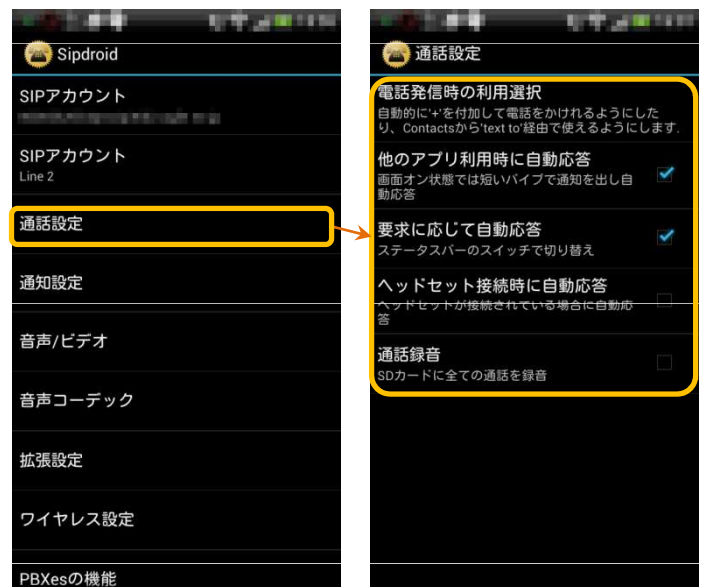 Sipdroid
SIPアカウント
SIPアカウント
Line 2
通話設定
通知設定
音声/ビデオ
音声コーデック
拡張設定
ワイヤレス設定
PBXesの機能
通話設定
電話発信時の利用選択
自動的に'+'を付加して電話をかけれるようにした
り、Contactsから'text to'経由で使えるようにします.
他のアプリ利用時に自動応答
画面オン状態では短いバイブで通知を出し自
動応答
要求に応じて自動応答
ステータスバーのスイッチで切り替え
ヘッドセット接続時に自動応答
ヘッドセットが接続されている場合に自動応
答
通話録音
SDカードに全ての通話を録音